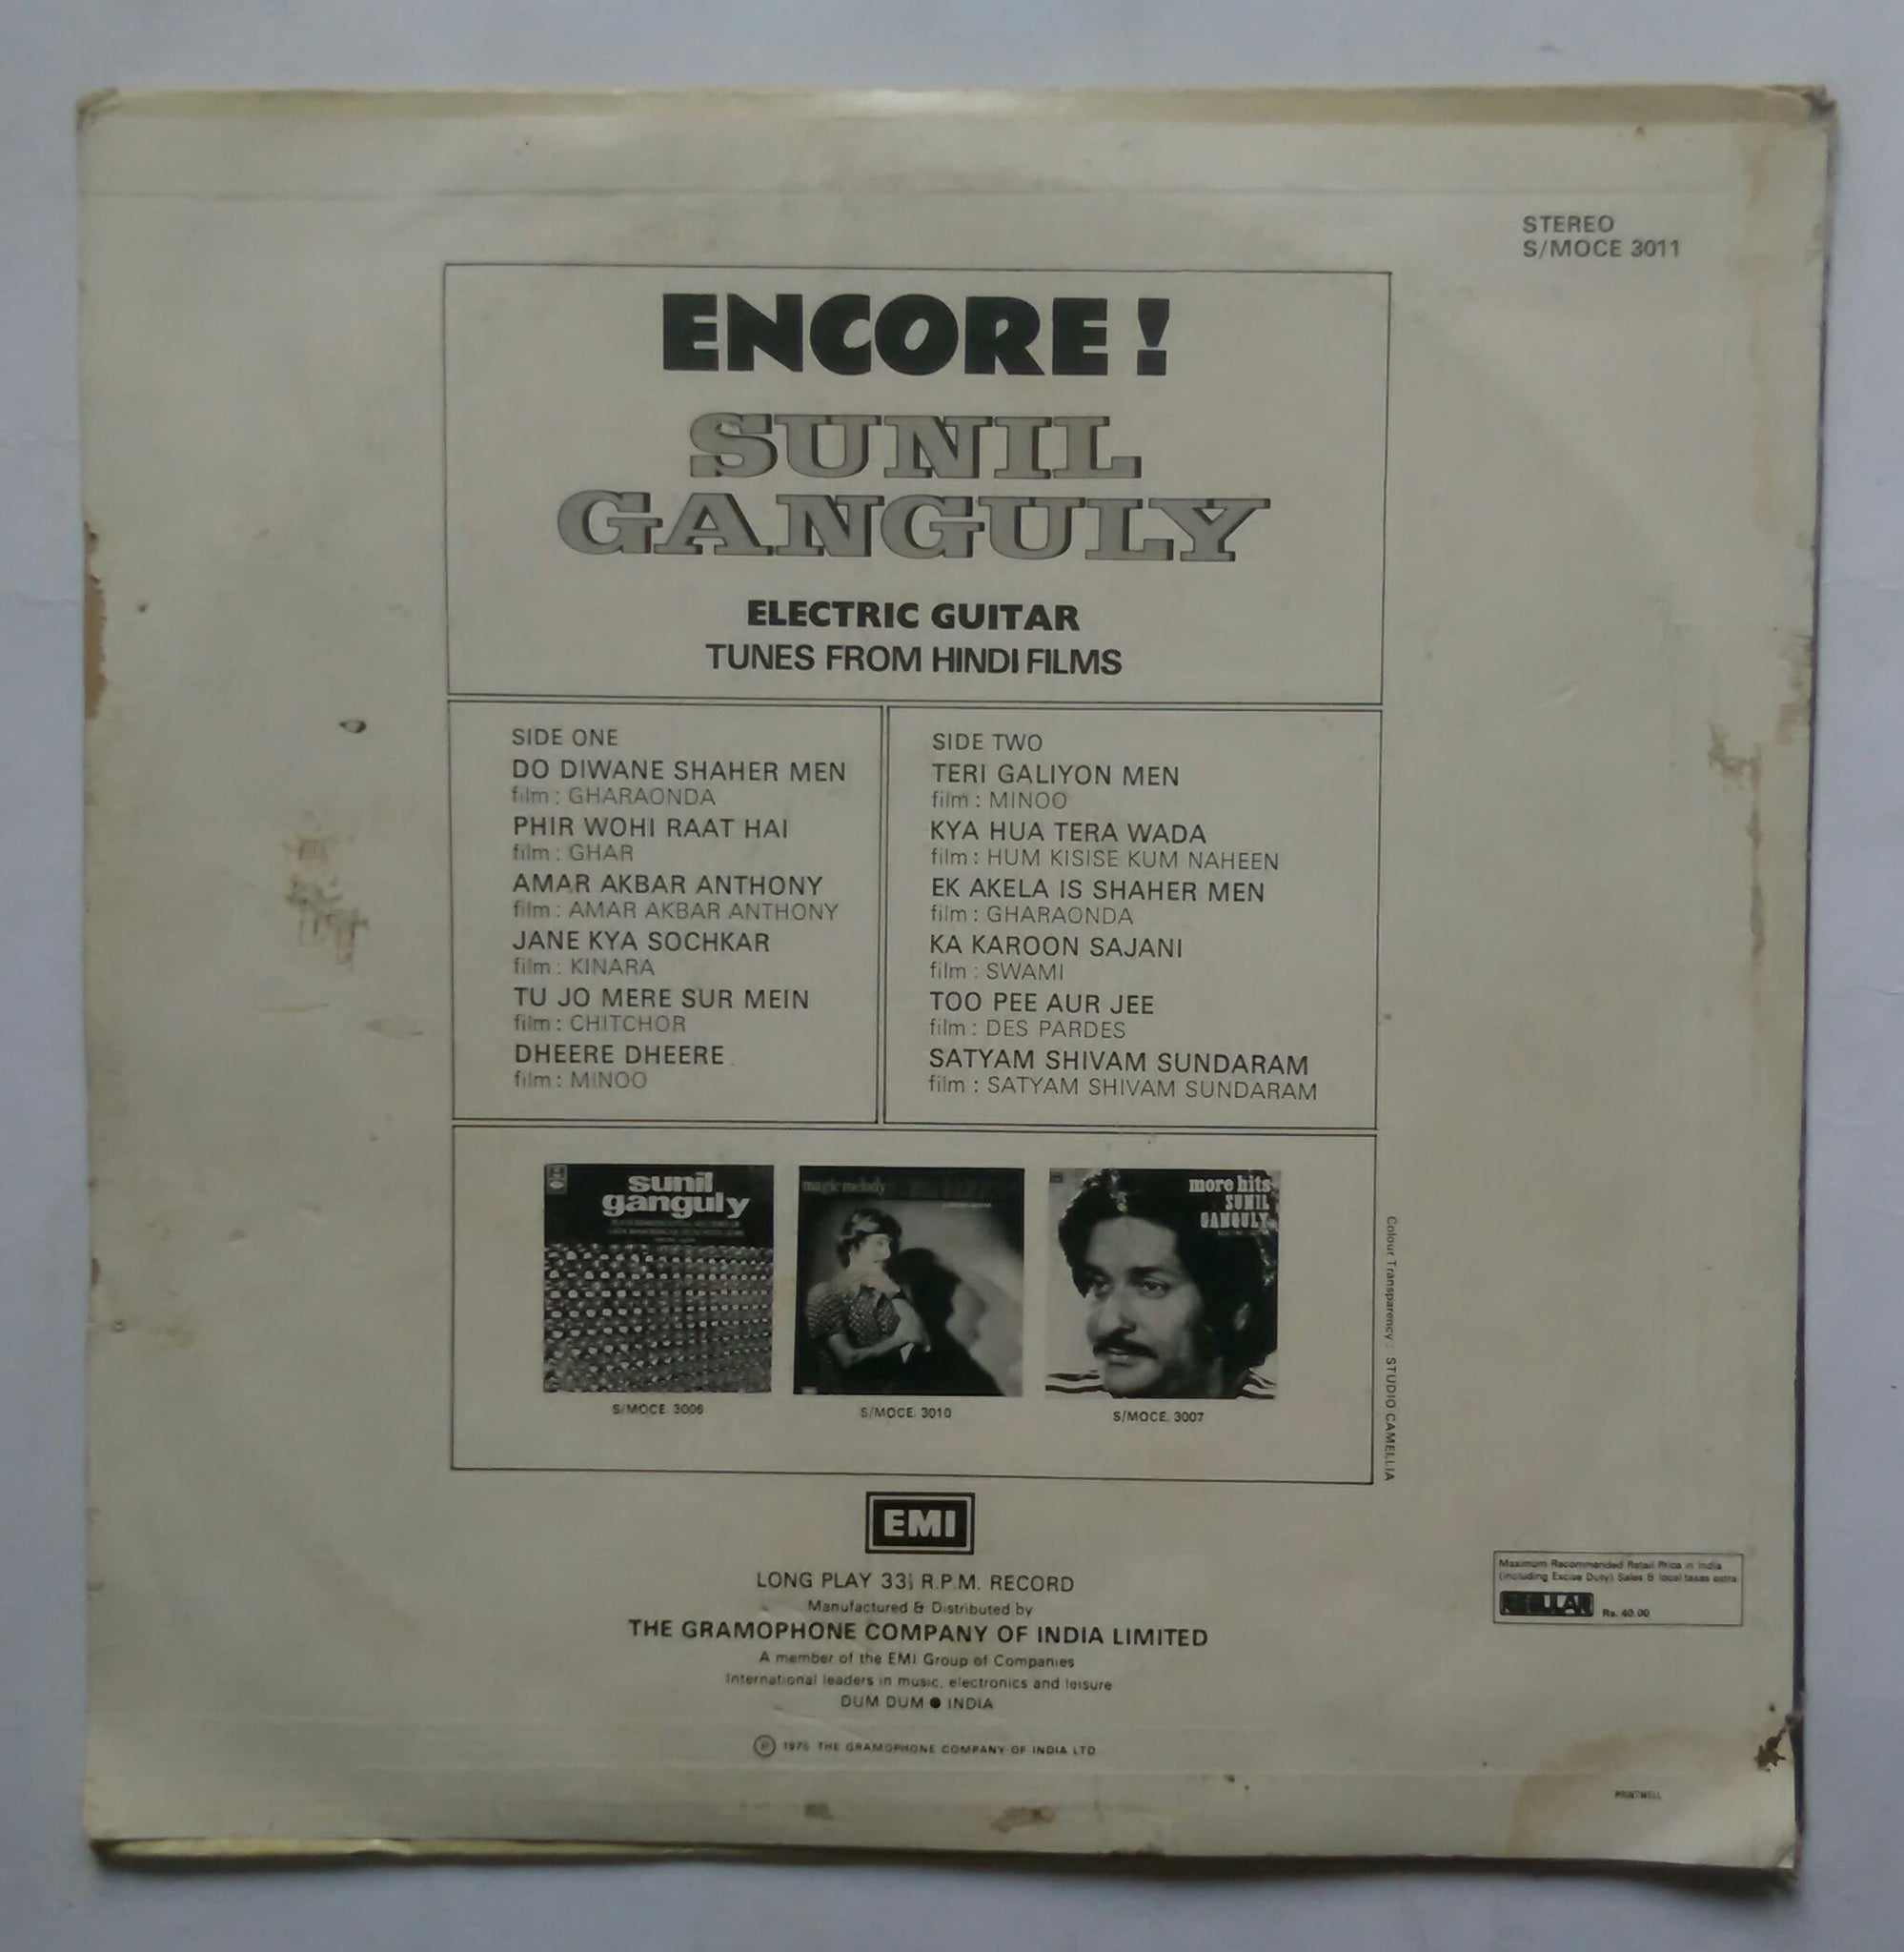 STEREO
S/MOCE 3011
ENCORE!
SUNIL
GANGULY
ELECTRIC GUITAR
TUNES FROM HINDI FILMS
SIDE ONE
DO DIWANE SHAHER MEN
film : GHARAONDA
PHIR WOHI RAAT HAI
film : GHAR
AMAR AKBAR ANTHONY
film : AMAR AKBAR ANTHONY
JANE KYA SOCHKAR
film : KINARA
TU JO MERE SUR MEIN
film : CHITCHOR
DHEERE DHEERE
film : MINOO
SIDE TWO
TERI GALIYON MEN
film : MINOO
KYA HUA TERA WADA
film : HUM KISISE KUM NAHEEN
EK AKELA IS SHAHER MEN
film : GHARAONDA
KA KAROON SAJANI
film : SWAMI
TOO PEE AUR JEE
film : DES PARDES
SATYAM SHIVAM SUNDARAM
film : SATYAM SHIVAM SUNDARAM
sunil
ganguly
magic melody
more hits
SUNIL
GANGULY
S/MOCE. 3006
S/MOCE. 3010
S/MOCE. 3007
Colour Transparency : STUDIO CAMELLIA
EMI
LONG PLAY 33⅓ R.P.M. RECORD
Manufactured & Distributed by
THE GRAMOPHONE COMPANY OF INDIA LIMITED
A member of the EMI Group of Companies
International leaders in music, electronics and leisure
DUM DUM ● INDIA
Ⓟ 1978 THE GRAMOPHONE COMPANY OF INDIA LTD
Maximum Recommended Retail Price in India
(including Excise Duty) Sales & local taxes extra
Rs. 40.00
PRINTWELL